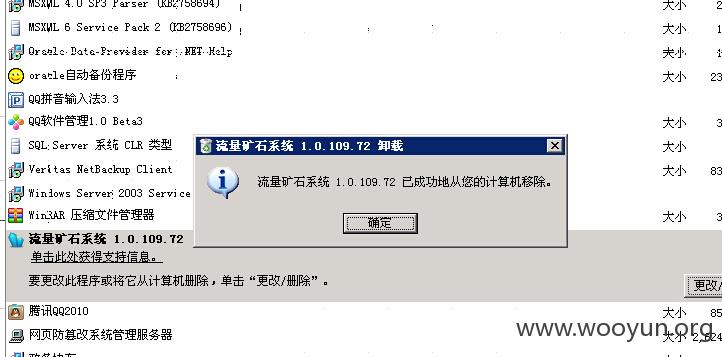 MSXML 4.0 SP3 Parser (KB2758694) 大小 2
MSXML 6 Service Pack 2 (KB2758696) 大小 1
Oracle Data Provider for .NET Help 大小 4
oracle自动备份程序 大小 23
QQ拼音输入法3.3
QQ软件管理1.0 Beta3 大小 3
SQL Server 系统 CLR 类型 大小
Veritas NetBackup Client 大小 83
Windows Server 2003 Service
WinRAR 压缩文件管理器 大小 3
流量矿石系统 1.0.109.72 卸载
流量矿石系统 1.0.109.72 已成功地从您的计算机移除。
确定
流量矿石系统 1.0.109.72
单击此处获得支持信息。
要更改此程序或将它从计算机删除，单击“更改/删除”。
更改/
腾讯QQ2010 大小 85
网页防篡改系统管理服务器 大小
www.wooyun.org